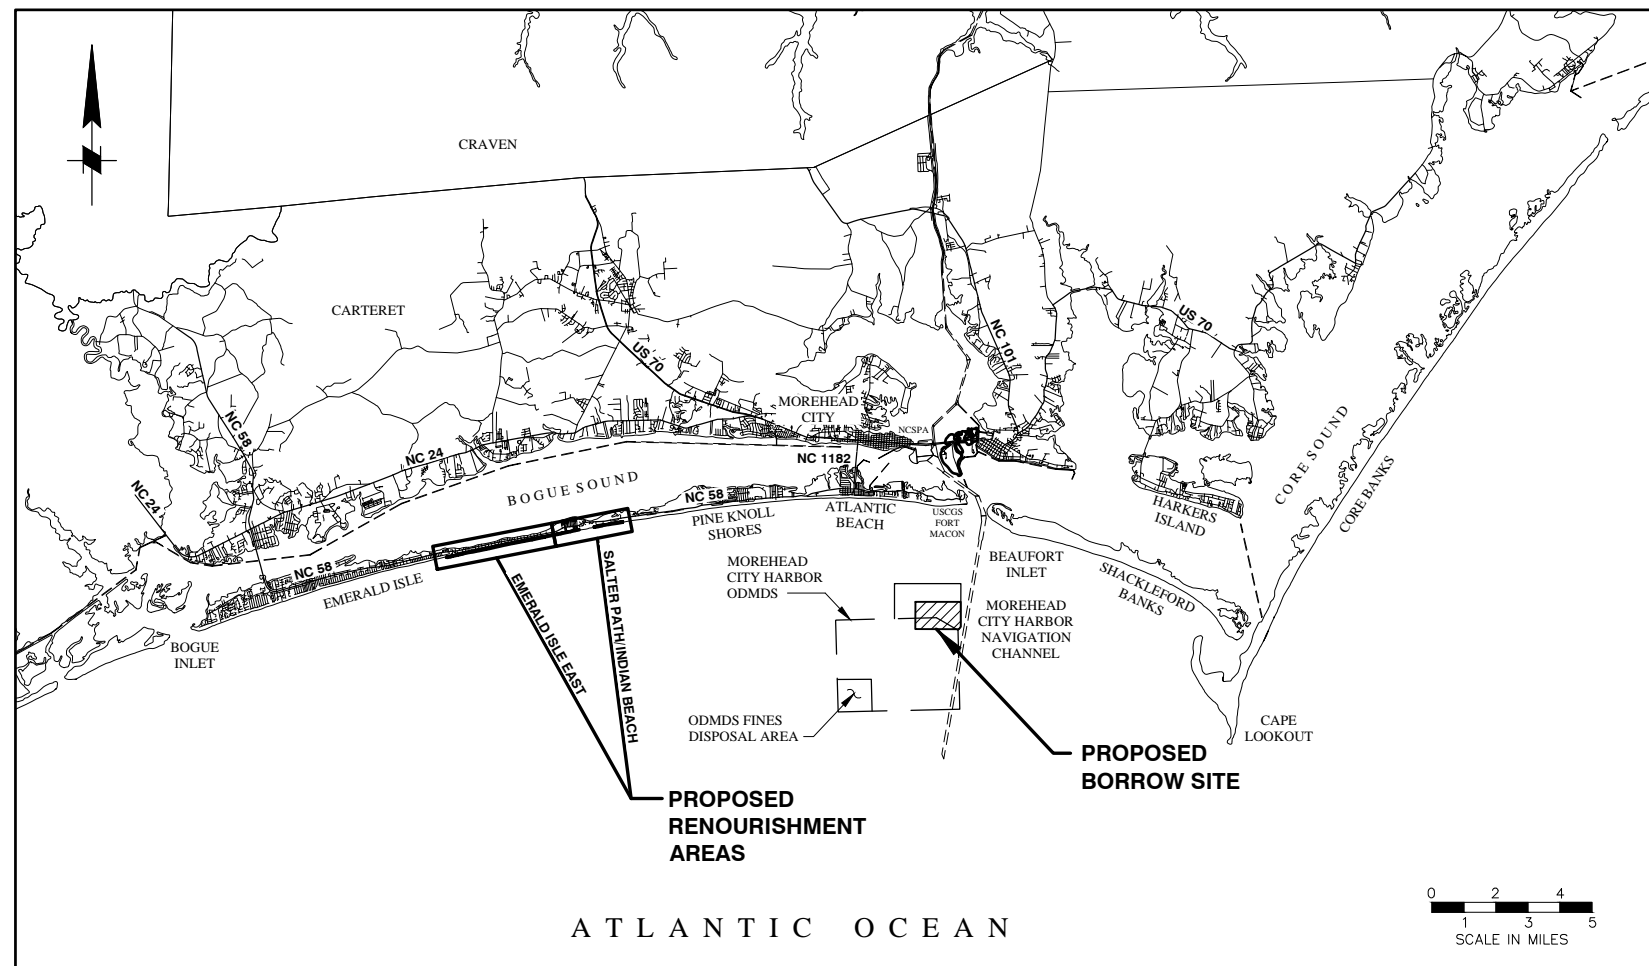 CRAVEN
CARTERET
US 70
NC 101
US 70
NC 58
NC 24
NC 24
MOREHEAD
CITY
NCSPA
NC 1182
BOGUE SOUND
NC 58
PINE KNOLL
SHORES
ATLANTIC
BEACH
USCGS
FORT
MACON
HARKERS
ISLAND
CORE SOUND
CORE BANKS
NC 58
EMERALD ISLE
BOGUE
INLET
EMERALD ISLE EAST
SALTER PATH/INDIAN BEACH
MOREHEAD
CITY HARBOR
ODMDS
BEAUFORT
INLET
SHACKLEFORD
BANKS
MOREHEAD
CITY HARBOR
NAVIGATION
CHANNEL
ODMDS FINES
DISPOSAL AREA
CAPE
LOOKOUT
PROPOSED
BORROW SITE
PROPOSED
RENOURISHMENT
AREAS
ATLANTIC OCEAN
0 2 4
1 3 5
SCALE IN MILES